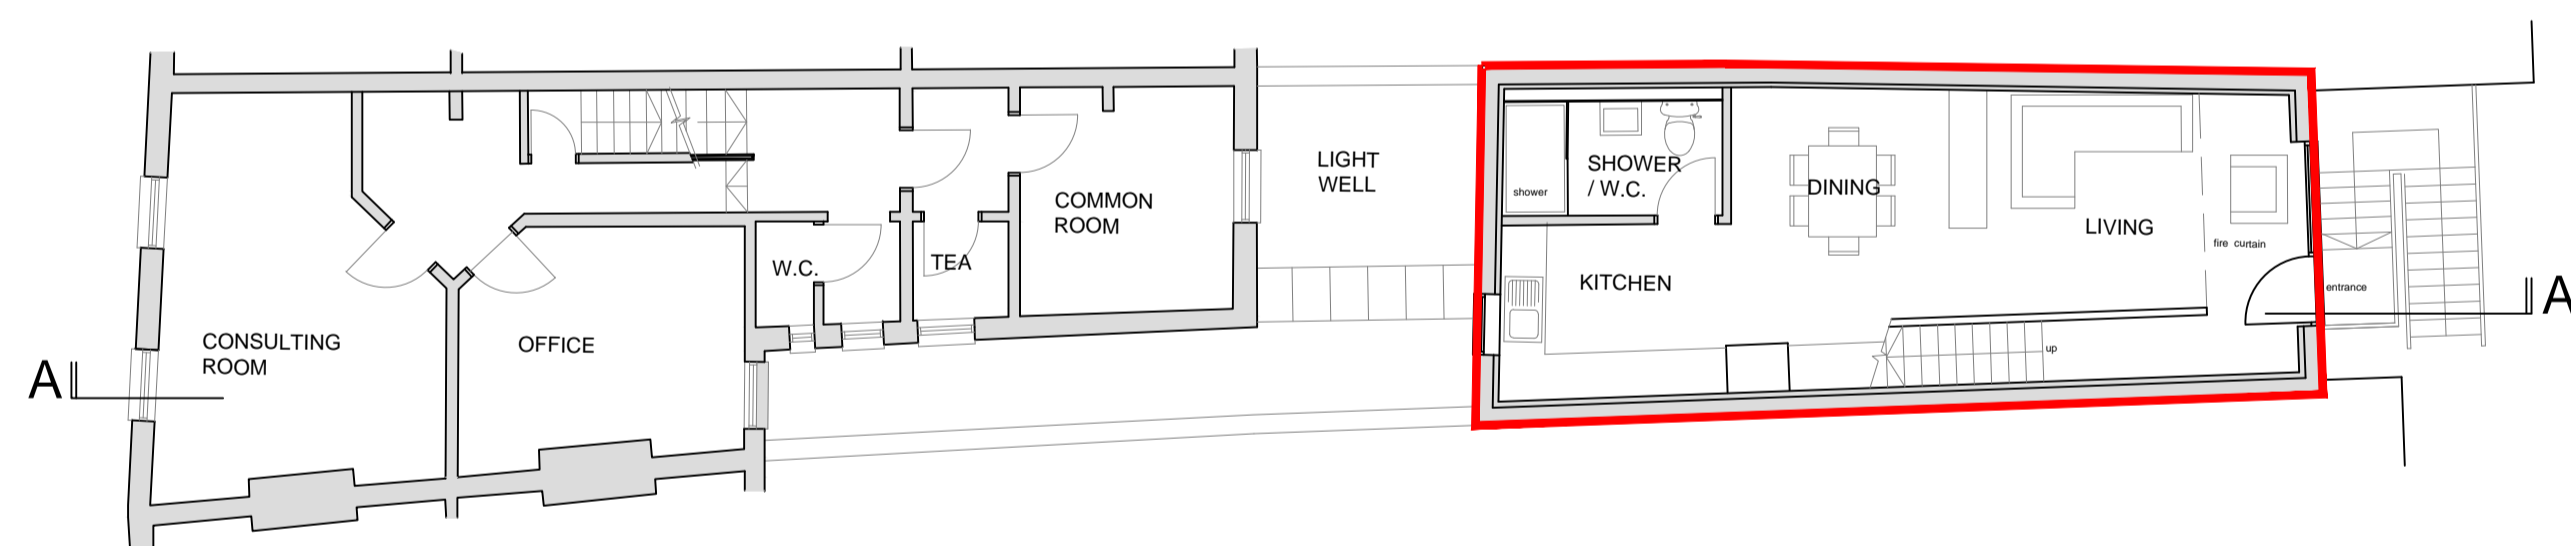 A
CONSULTING
ROOM
OFFICE
W.C.
TEA
COMMON
ROOM
LIGHT
WELL
shower
SHOWER
/ W.C.
KITCHEN
DINING
LIVING
fire curtain
entrance
up
A